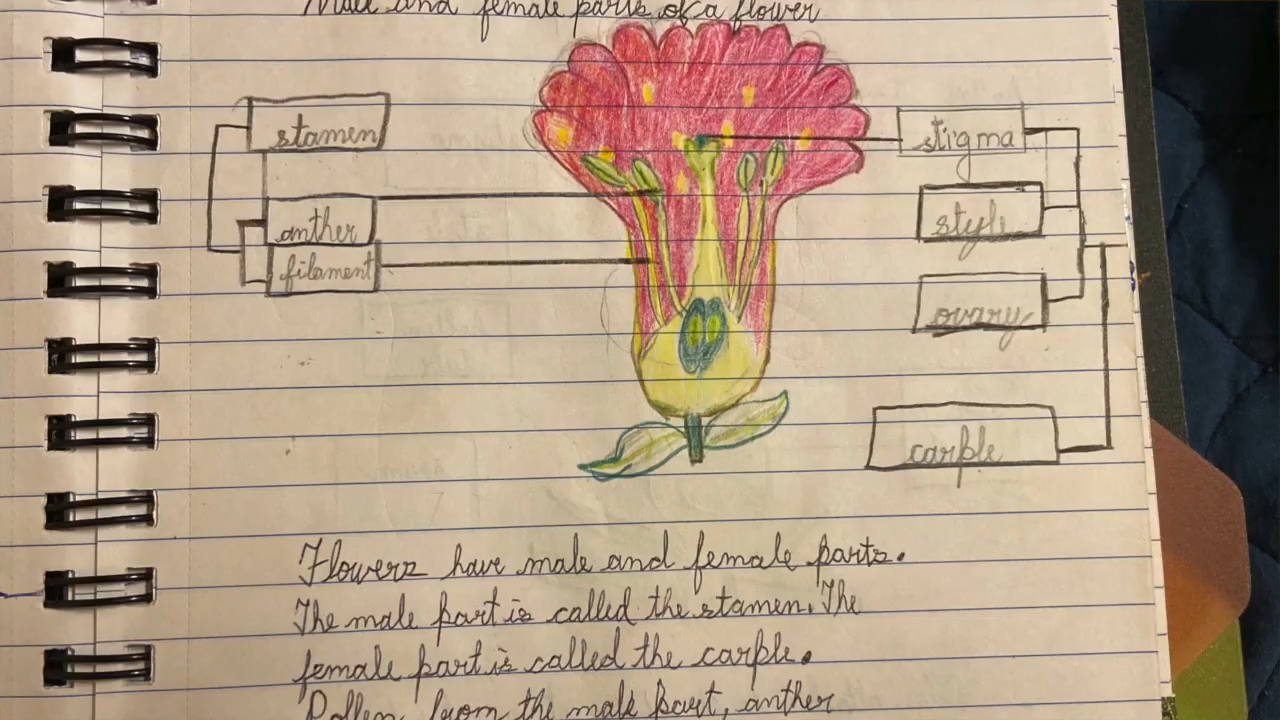 Male and female parts of a flower
stamen
anther
filament
stigma
style
ovary
carple
Flowers have male and female parts.
The male part is called the stamen. The
female part is called the carple.
Pollen from the male part, anther